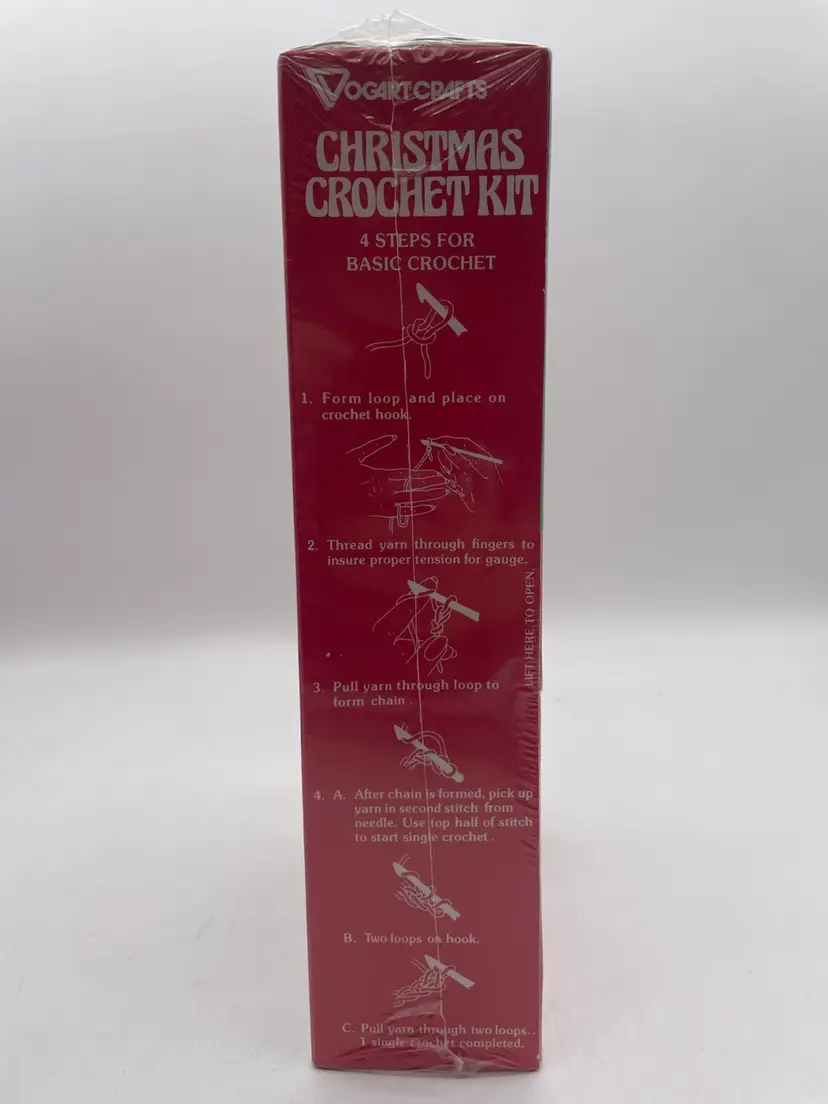 VOGART CRAFTS
CHRISTMAS
CROCHET KIT
4 STEPS FOR
BASIC CROCHET
1. Form loop and place on
crochet hook.
2. Thread yarn through fingers to
insure proper tension for gauge.
LIFT HERE TO OPEN.
3. Pull yarn through loop to
form chain.
4. A. After chain is formed, pick up
yarn in second stitch from
needle. Use top half of stitch
to start single crochet.
B. Two loops on hook.
C. Pull yarn through two loops..
1 single crochet completed.